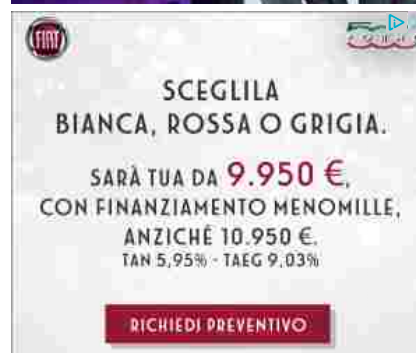 FIAT
SCEGLILA
BIANCA, ROSSA O GRIGIA.
SARÀ TUA DA 9.950 €,
CON FINANZIAMENTO MENOMILLE,
ANZICHÉ 10.950 €.
TAN 5,95% - TAEG 9,03%
RICHIEDI PREVENTIVO